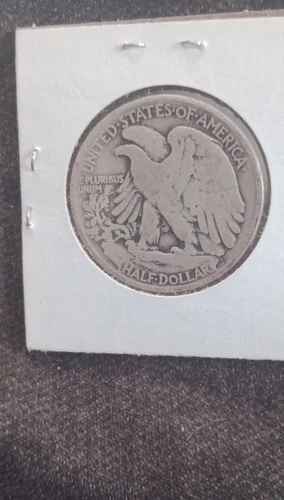 UNITED·STATES·OF·AMERICA
E PLURIBUS
UNUM
HALF·DOLLAR